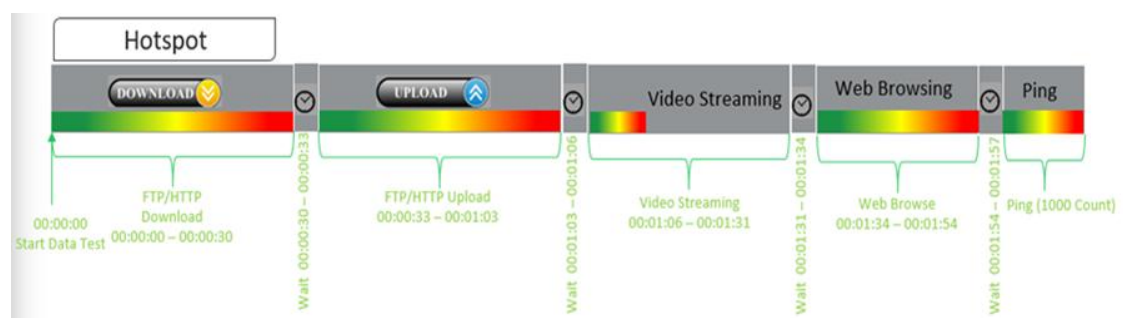 Hotspot
DOWNLOAD
UPLOAD
Video Streaming
Web Browsing
Ping
00:00:00
Start Data Test
FTP/HTTP
Download
00:00:00 – 00:00:30
Wait 00:00:30 – 00:00:33
FTP/HTTP Upload
00:00:33 – 00:01:03
Wait 00:01:03 – 00:01:06
Video Streaming
00:01:06 – 00:01:31
Wait 00:01:31 – 00:01:34
Web Browse
00:01:34 – 00:01:54
Wait 00:01:54 – 00:01:57
Ping (1000 Count)